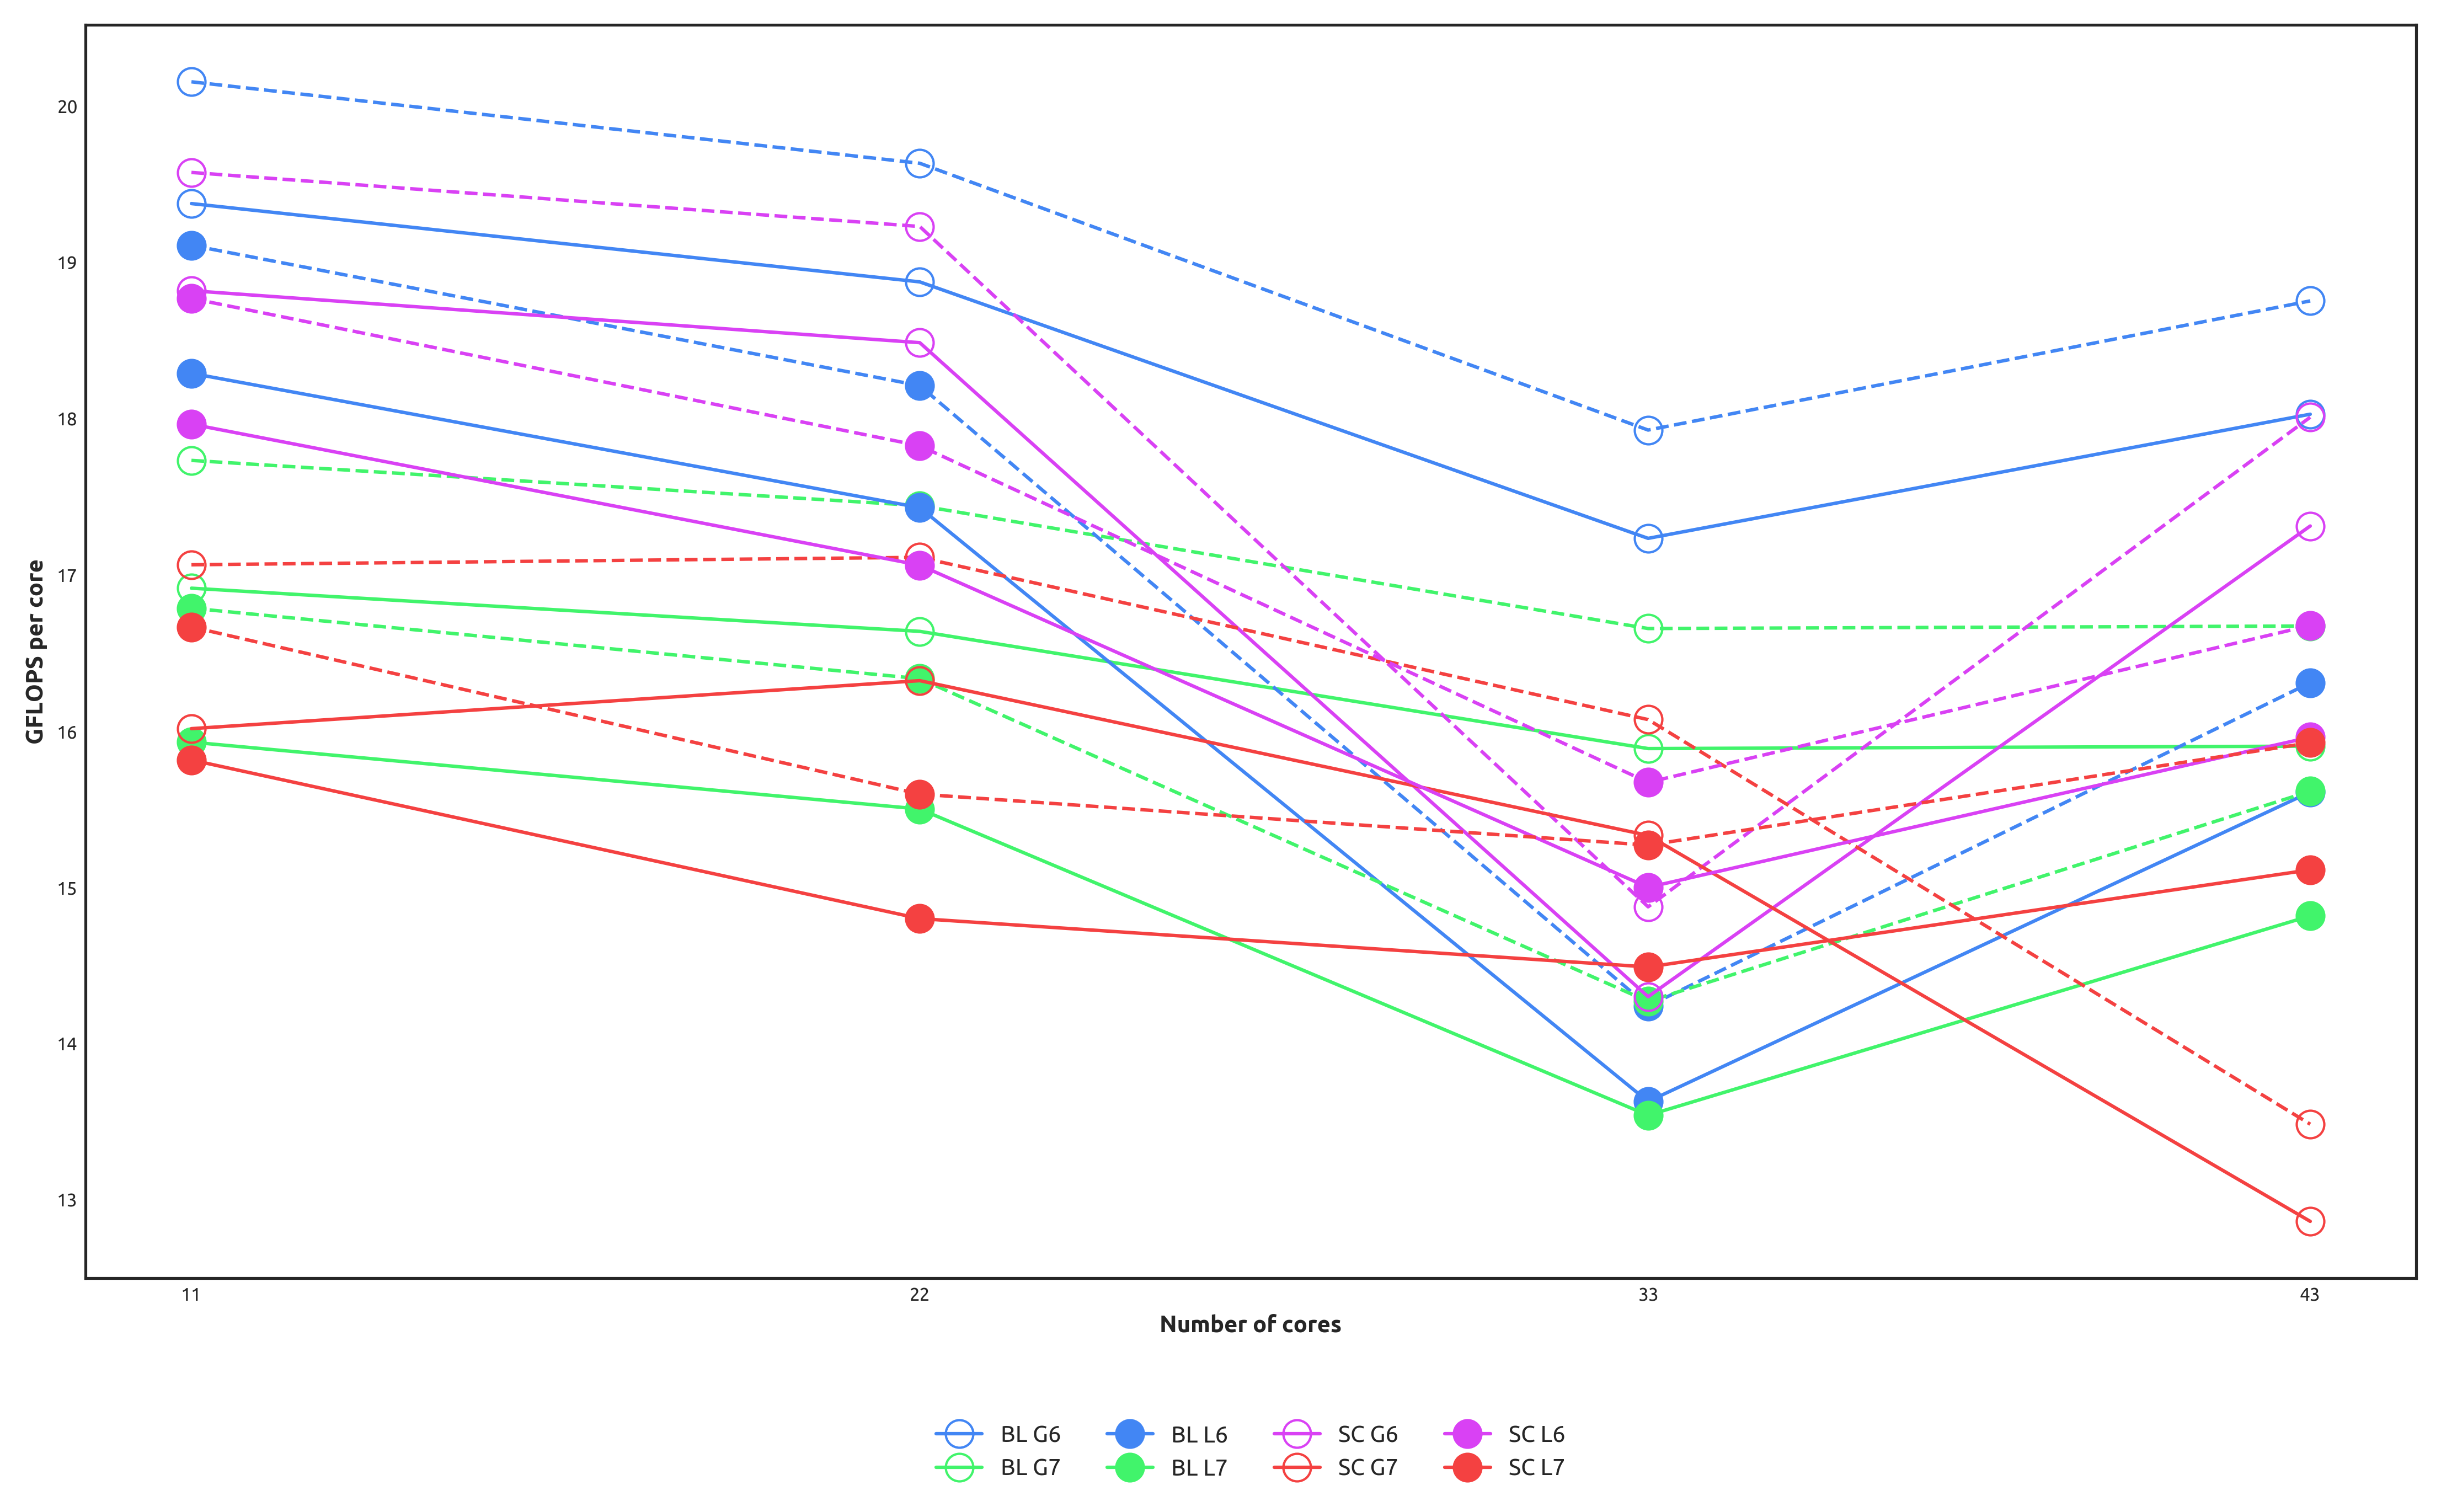 20
19
18
17
16
15
14
13
GFLOPS per core
11 22 33 43
Number of cores
BL G6 BL L6 SC G6 SC L6
BL G7 BL L7 SC G7 SC L7